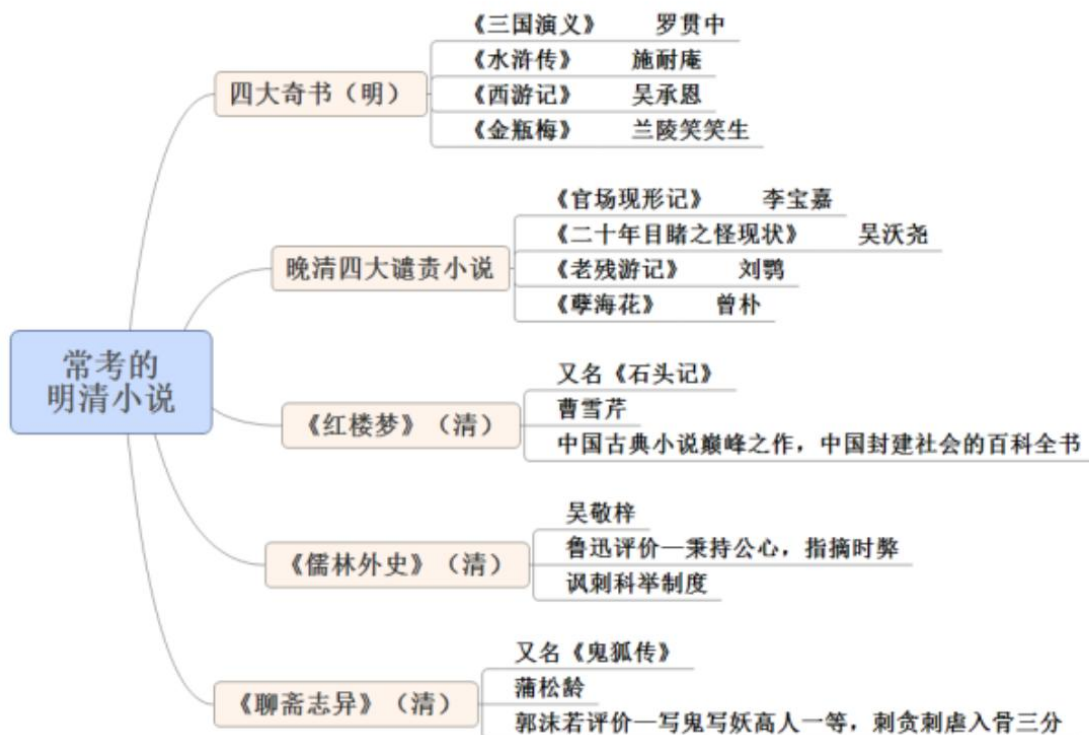 常考的
明清小说
四大奇书（明）
《三国演义》 罗贯中
《水浒传》 施耐庵
《西游记》 吴承恩
《金瓶梅》 兰陵笑笑生
晚清四大谴责小说
《官场现形记》 李宝嘉
《二十年目睹之怪现状》 吴沃尧
《老残游记》 刘鹗
《孽海花》 曾朴
《红楼梦》（清）
又名《石头记》
曹雪芹
中国古典小说巅峰之作，中国封建社会的百科全书
《儒林外史》（清）
吴敬梓
鲁迅评价—秉持公心，指摘时弊
讽刺科举制度
《聊斋志异》（清）
又名《鬼狐传》
蒲松龄
郭沫若评价—写鬼写妖高人一等，刺贪刺虐入骨三分